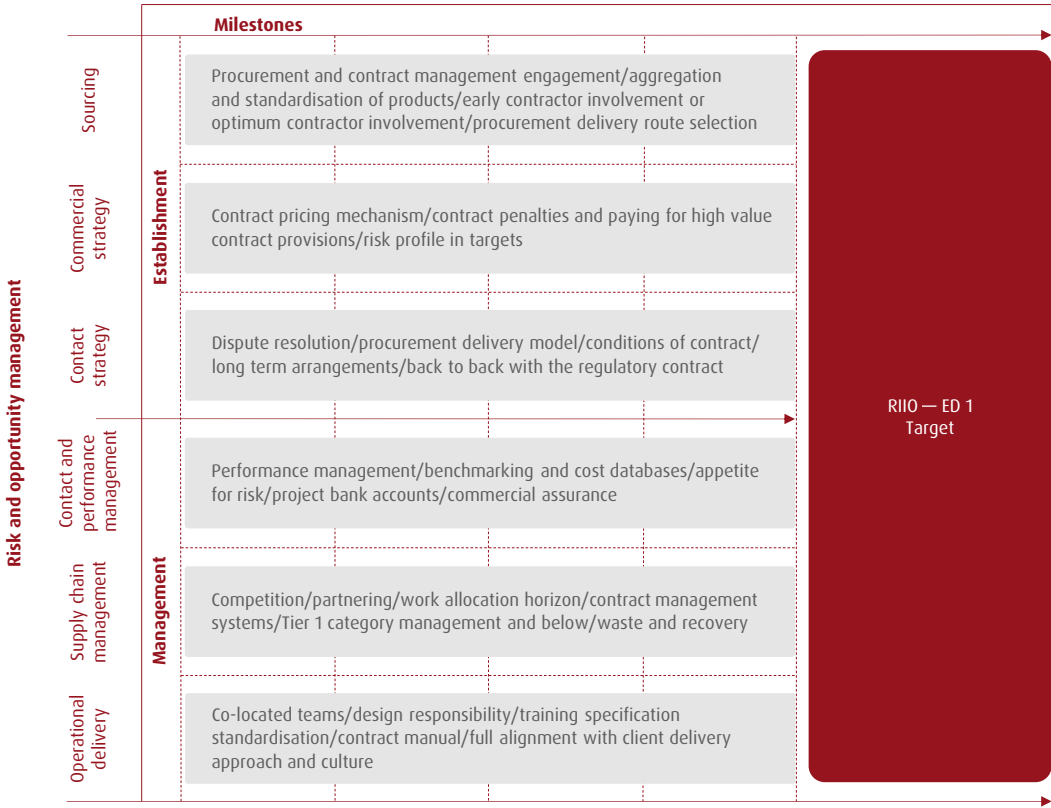 Milestones
Risk and opportunity management
Establishment
Sourcing
Procurement and contract management engagement/aggregation
and standardisation of products/early contractor involvement or
optimum contractor involvement/procurement delivery route selection
Commercial
strategy
Contract pricing mechanism/contract penalties and paying for high value
contract provisions/risk profile in targets
Contact
strategy
Dispute resolution/procurement delivery model/conditions of contract/
long term arrangements/back to back with the regulatory contract
Management
Contact and
performance
management
Performance management/benchmarking and cost databases/appetite
for risk/project bank accounts/commercial assurance
Supply chain
management
Competition/partnering/work allocation horizon/contract management
systems/Tier 1 category management and below/waste and recovery
Operational
delivery
Co-located teams/design responsibility/training specification
standardisation/contract manual/full alignment with client delivery
approach and culture
RIIO — ED 1
Target